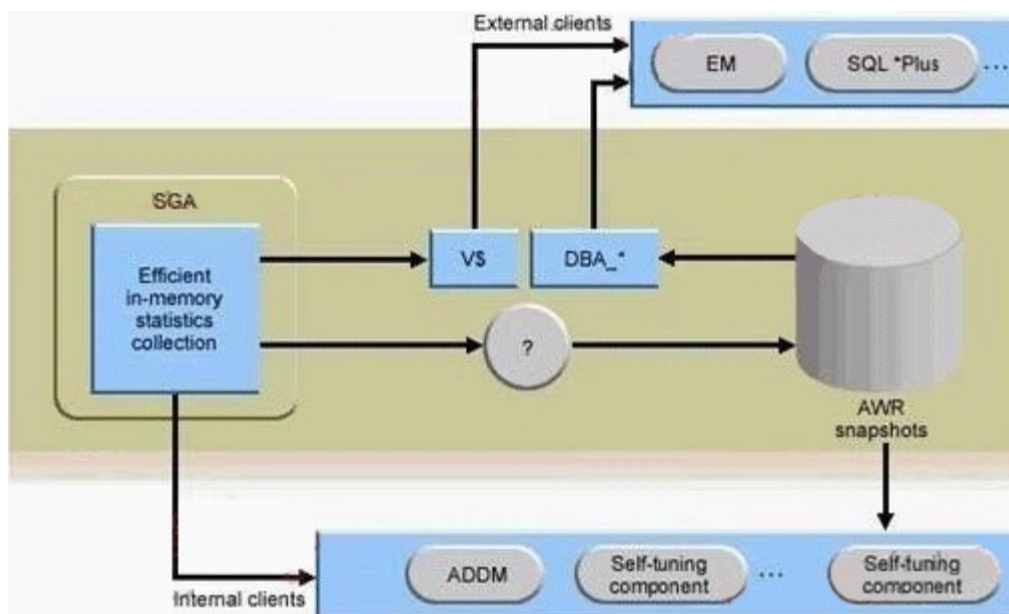 External clients
EM
SQL *Plus
...
SGA
Efficient
in-memory
statistics
collection
V$
DBA_*
?
AWR
snapshots
ADDM
Self-tuning
component
...
Self-tuning
component
Internal clients